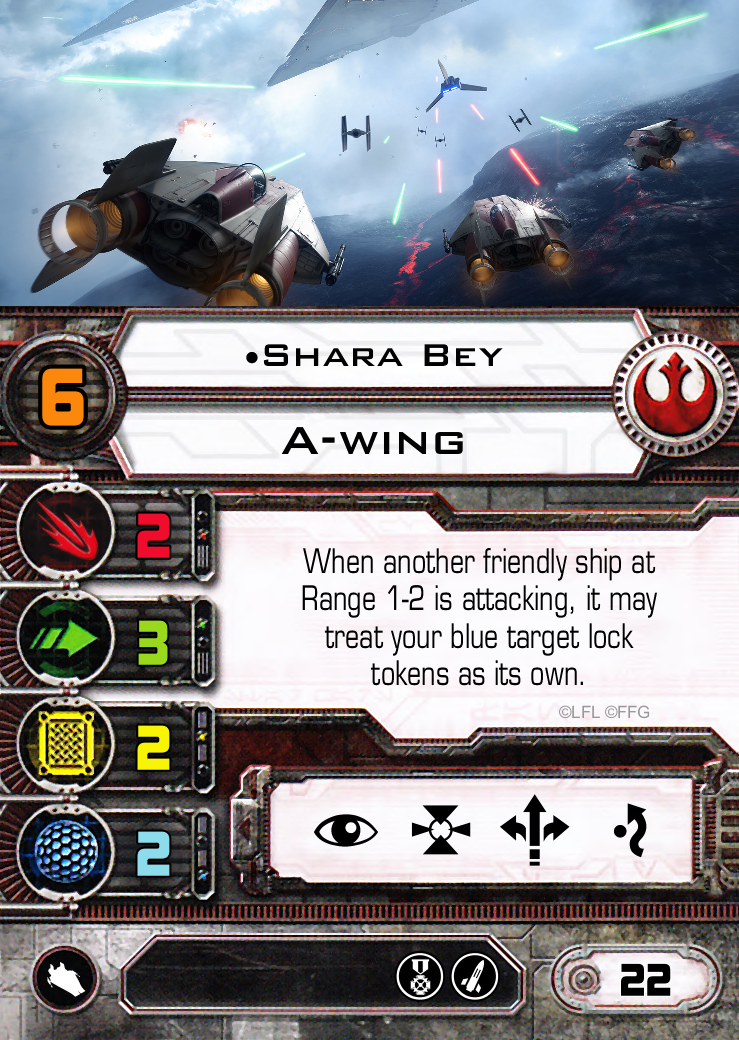 •Shara Bey
6
A-wing
2
When another friendly ship at
Range 1-2 is attacking, it may
treat your blue target lock
tokens as its own.
©LFL ©FFG
3
2
2
22